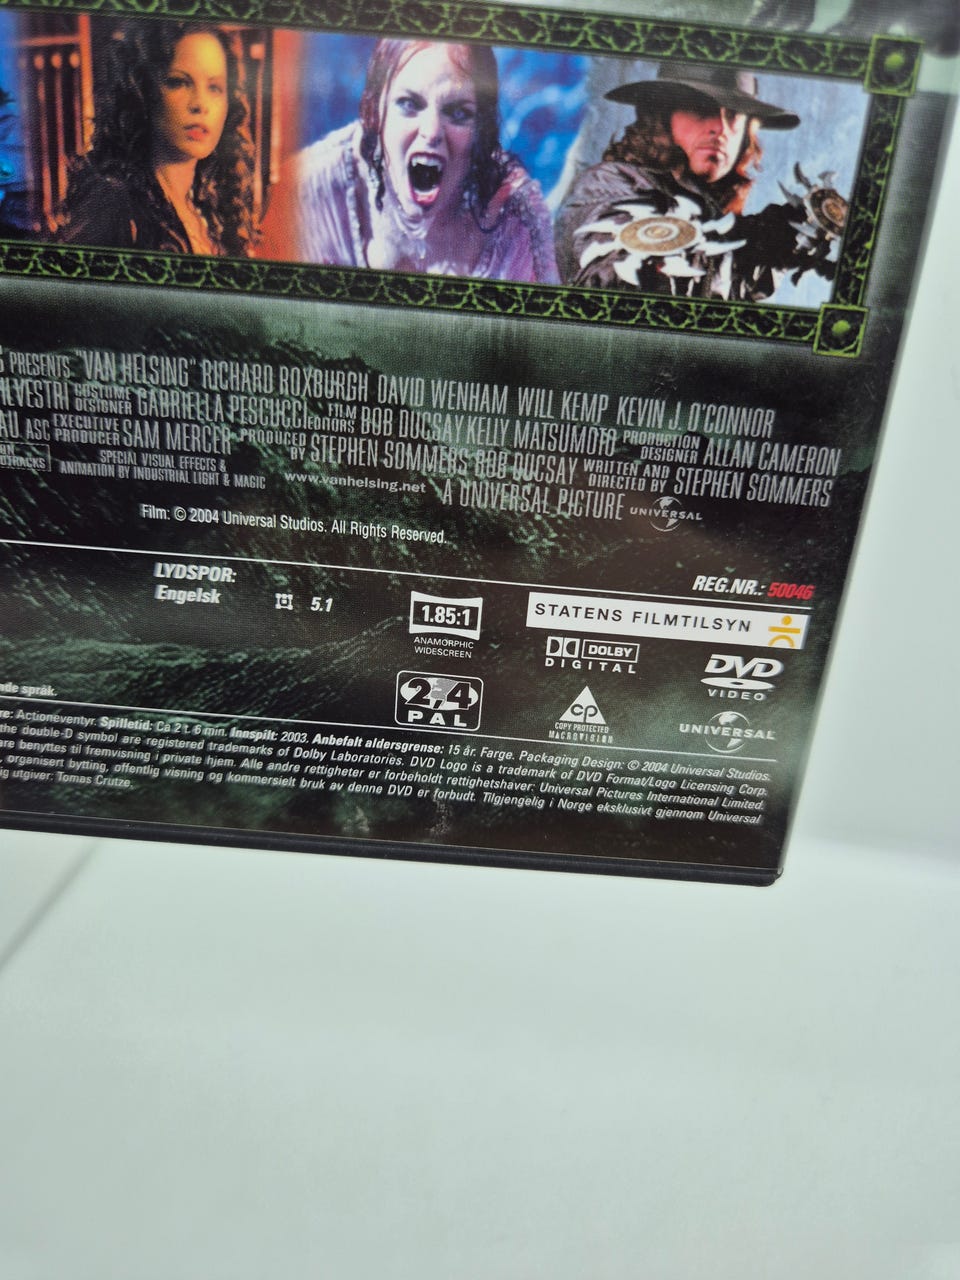 PRESENTS "VAN HELSING" RICHARD ROXBURGH DAVID WENHAM WILL KEMP KEVIN J. O'CONNOR
ILVESTRI COSTUME DESIGNER GABRIELLA PESCUCCI FILM EDITORS BOB DUCSAY KELLY MATSUMOTO PRODUCTION DESIGNER ALLAN CAMERON
AU ASC EXECUTIVE PRODUCER SAM MERCER PRODUCED BY STEPHEN SOMMERS BOB DUCSAY WRITTEN AND DIRECTED BY STEPHEN SOMMERS
SPECIAL VISUAL EFFECTS & ANIMATION BY INDUSTRIAL LIGHT & MAGIC www.vanhelsing.net A UNIVERSAL PICTURE UNIVERSAL
Film: © 2004 Universal Studios. All Rights Reserved.
LYDSPOR:
Engelsk 5.1
REG.NR.: 50046
1.85:1
ANAMORPHIC
WIDESCREEN
STATENS FILMTILSYN
DOLBY
DIGITAL
DVD
VIDEO
2,4
PAL
CP
COPY PROTECTED
MACROVISION
UNIVERSAL
nde språk.
re: Actioneventyr. Spilletid: Ca 2 t. 6 min. Innspilt: 2003. Anbefalt aldersgrense: 15 år. Farge. Packaging Design: © 2004 Universal Studios.
the double-D symbol are registered trademarks of Dolby Laboratories. DVD Logo is a trademark of DVD Format/Logo Licensing Corp.
are benyttes til fremvisning i private hjem. Alle andre rettigheter er forbeholdt rettighetshaver: Universal Pictures International Limited.
, organisert bytting, offentlig visning og kommersielt bruk av denne DVD er forbudt. Tilgjengelig i Norge eksklusivt gjennom Universal
ig utgiver: Tomas Crutze.